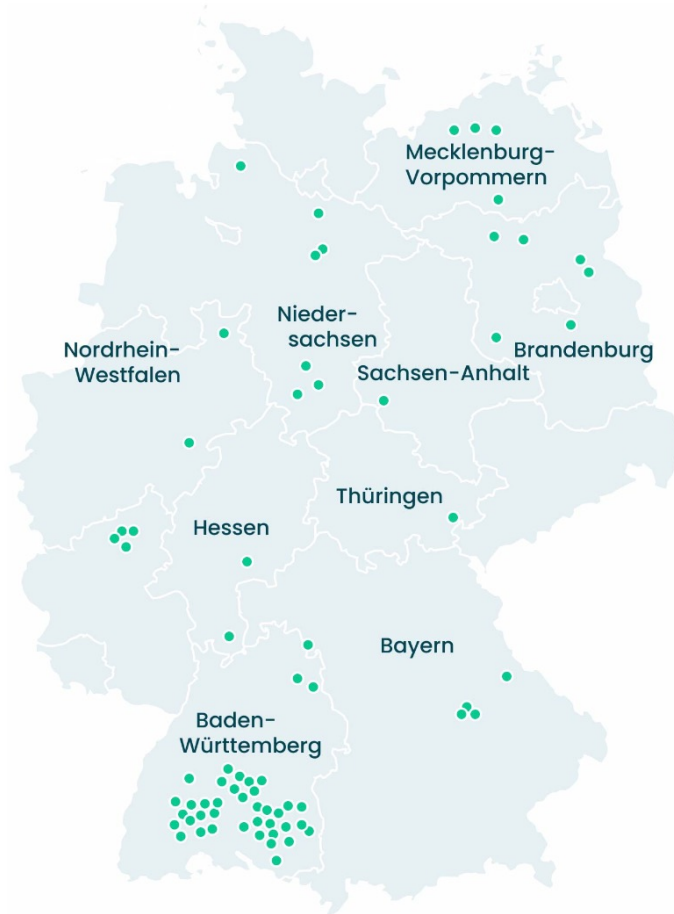 Mecklenburg-
Vorpommern
Nieder-
sachsen
Nordrhein-
Westfalen
Brandenburg
Sachsen-Anhalt
Thüringen
Hessen
Bayern
Baden-
Württemberg